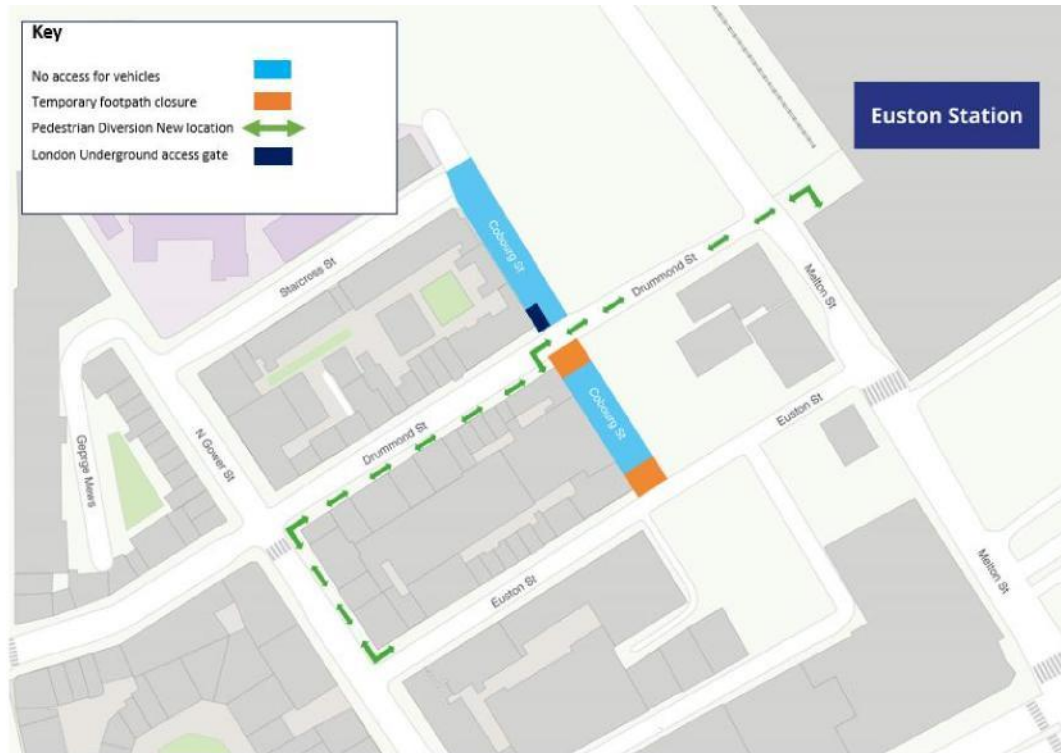 Key
No access for vehicles
Temporary footpath closure
Pedestrian Diversion New location
London Underground access gate
Euston Station
Cobourg St
Starcross St
Drummond St
Melton St
Cobourg St
Euston St
Drummond St
N Gower St
George Mews
Euston St
Melton St